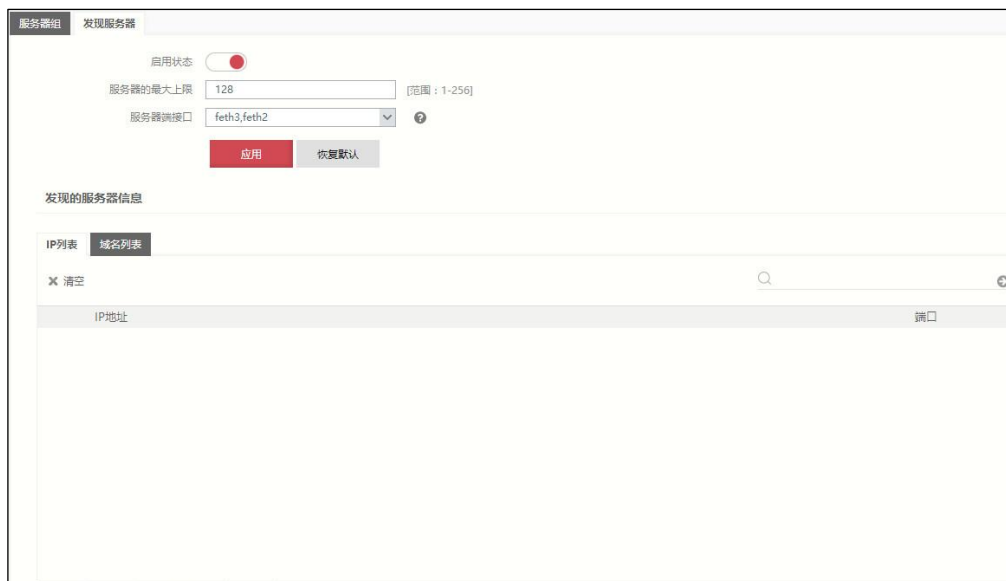 服务器组 发现服务器
启用状态
服务器的最大上限 128 [范围：1-256]
服务器端接口 feth3,feth2
应用 恢复默认
发现的服务器信息
IP列表 域名列表
清空
IP地址 端口